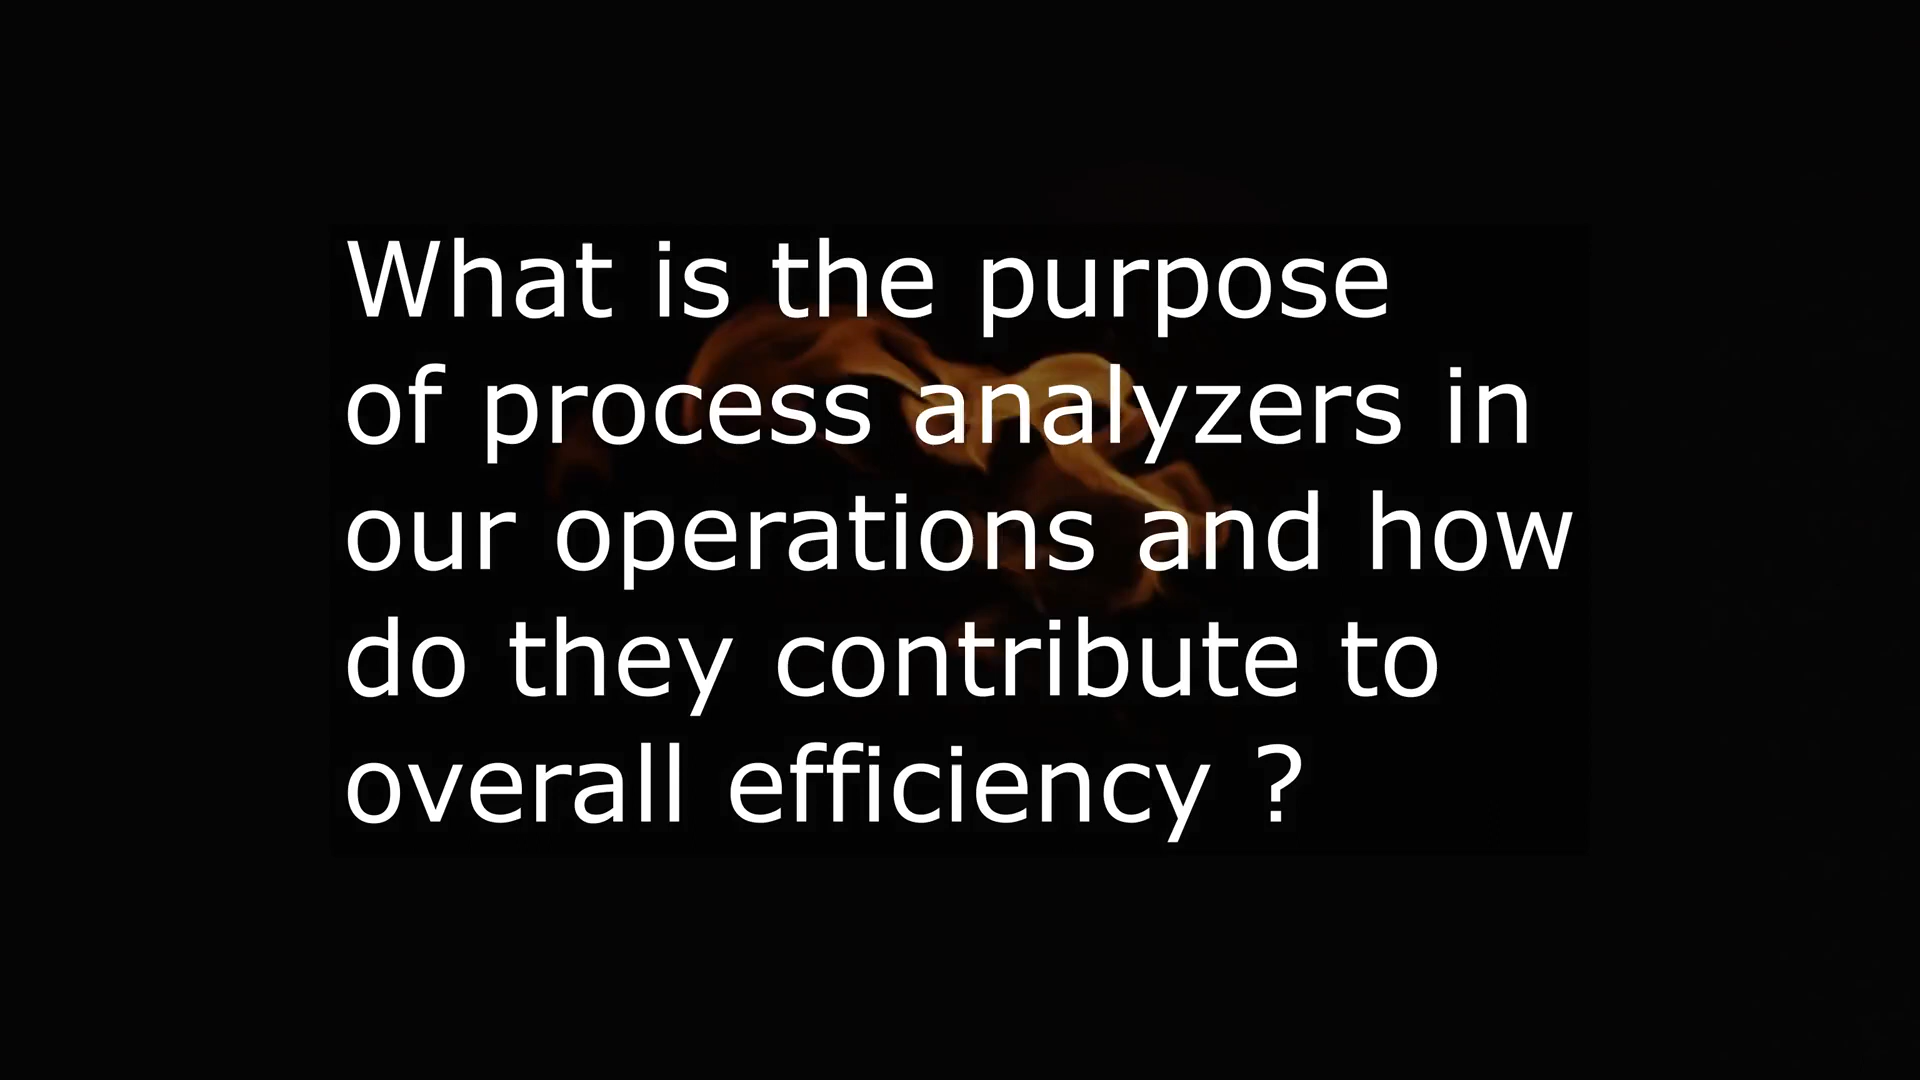 What is the purpose
of process analyzers in
our operations and how
do they contribute to
overall efficiency ?